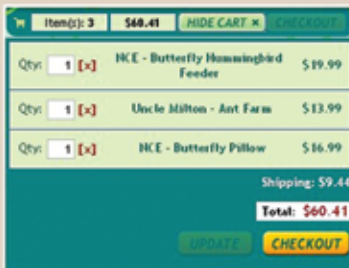 Item(s): 3 $60.41 HIDE CART × CHECKOUT
Qty: 1 [x] NCE - Butterfly Hummingbird Feeder $19.99
Qty: 1 [x] Uncle Milton - Ant Farm $13.99
Qty: 1 [x] NCE - Butterfly Pillow $16.99
Shipping: $9.44
Total: $60.41
UPDATE CHECKOUT